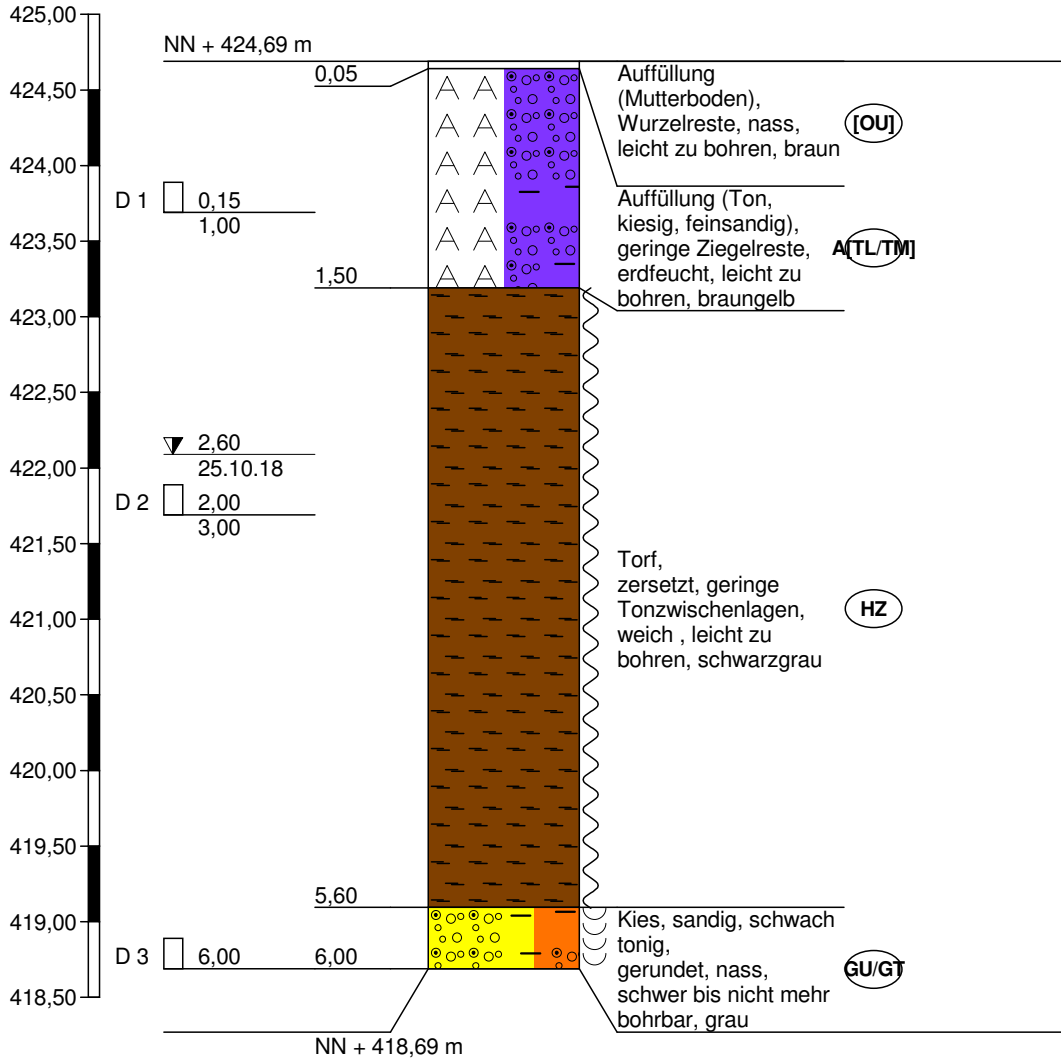 425,00
424,50
424,00
423,50
423,00
422,50
422,00
421,50
421,00
420,50
420,00
419,50
419,00
418,50
NN + 424,69 m
0,05
D 1
0,15
1,00
1,50
2,60
25.10.18
D 2
2,00
3,00
5,60
D 3
6,00
6,00
NN + 418,69 m
Auffüllung
(Mutterboden),
Wurzelreste, nass,
leicht zu bohren, braun
[OU]
Auffüllung (Ton,
kiesig, feinsandig),
geringe Ziegelreste,
erdfeucht, leicht zu
bohren, braungelb
A[TL/TM]
Torf,
zersetzt, geringe
Tonzwischenlagen,
weich , leicht zu
bohren, schwarzgrau
HZ
Kies, sandig, schwach
tonig,
gerundet, nass,
schwer bis nicht mehr
bohrbar, grau
GU/GT